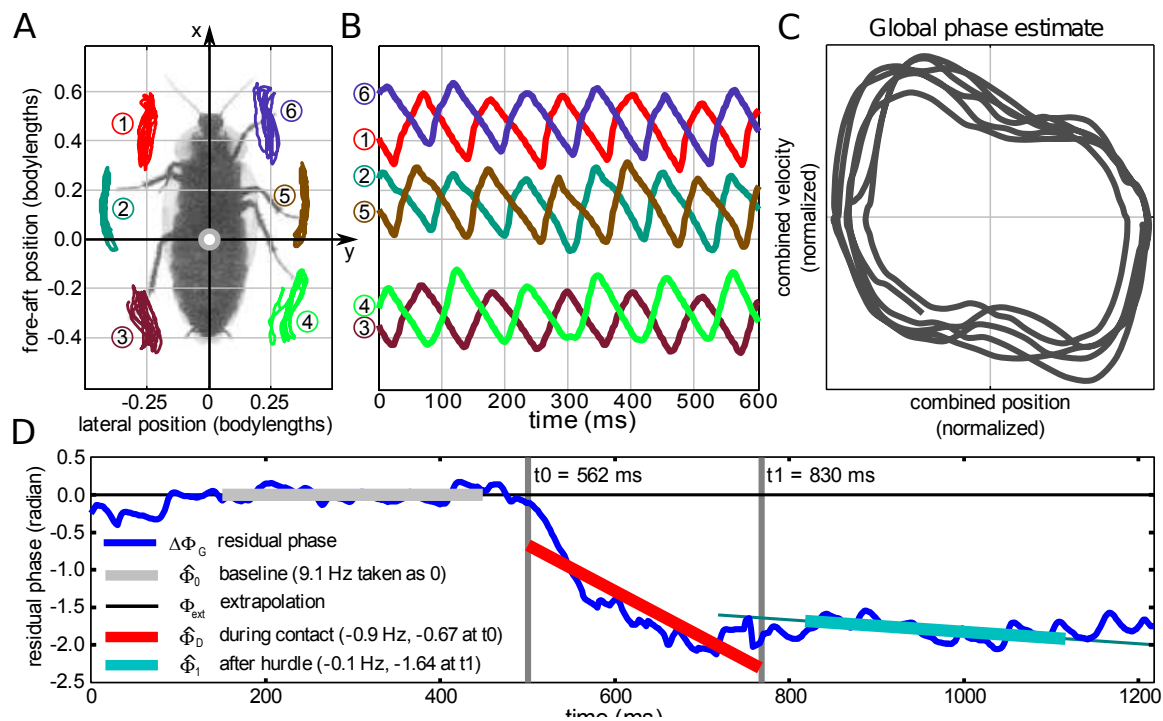 A
x
B
C
Global phase estimate
fore-aft position (bodylengths)
0.6
0.4
0.2
0.0
-0.2
-0.4
1
2
3
4
5
6
y
-0.25
0
0.25
lateral position (bodylengths)
6
1
2
5
4
3
0
100
200
300
400
500
600
time (ms)
combined velocity
(normalized)
combined position
(normalized)
D
residual phase (radian)
0.5
0.0
-0.5
-1.0
-1.5
-2.0
-2.5
t0 = 562 ms
t1 = 830 ms
ΔΦG residual phase
Φ̂0 baseline (9.1 Hz taken as 0)
Φext extrapolation
Φ̂D during contact (-0.9 Hz, -0.67 at t0)
Φ̂1 after hurdle (-0.1 Hz, -1.64 at t1)
0
200
400
600
800
1000
1200
time (ms)